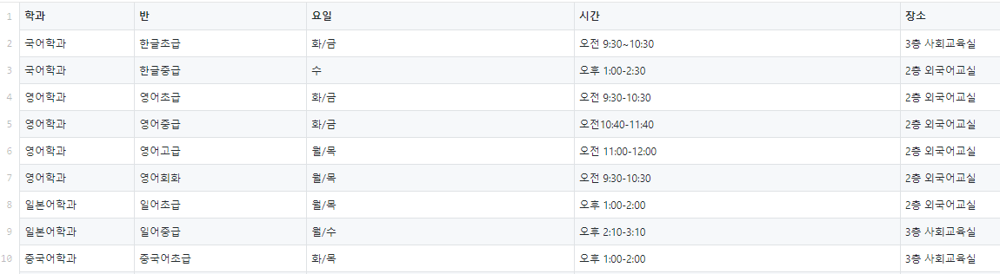 1 학과 반 요일 시간 장소
2 국어학과 한글초급 화/금 오전 9:30~10:30 3층 사회교육실
3 국어학과 한글중급 수 오후 1:00-2:30 2층 외국어교실
4 영어학과 영어초급 화/금 오전 9:30-10:30 2층 외국어교실
5 영어학과 영어중급 화/금 오전10:40-11:40 2층 외국어교실
6 영어학과 영어고급 월/목 오전 11:00-12:00 2층 외국어교실
7 영어학과 영어회화 월/목 오전 9:30-10:30 2층 외국어교실
8 일본어학과 일어초급 월/목 오후 1:00-2:00 2층 외국어교실
9 일본어학과 일어중급 월/수 오후 2:10-3:10 3층 사회교육실
10 중국어학과 중국어초급 화/목 오후 1:00-2:00 3층 사회교육실